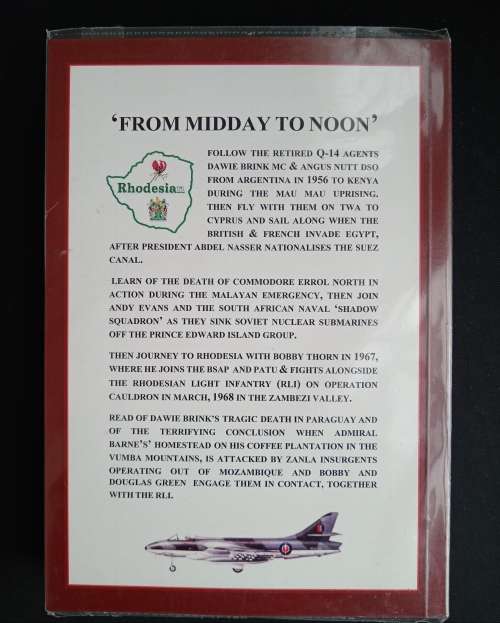 ‘FROM MIDDAY TO NOON’
FOLLOW THE RETIRED Q-14 AGENTS
DAWIE BRINK MC & ANGUS NUTT DSO
FROM ARGENTINA IN 1956 TO KENYA
DURING THE MAU MAU UPRISING.
THEN FLY WITH THEM ON TWA TO
CYPRUS AND SAIL ALONG WHEN THE
BRITISH & FRENCH INVADE EGYPT,
AFTER PRESIDENT ABDEL NASSER NATIONALISES THE SUEZ
CANAL.
Rhodesia
LEARN OF THE DEATH OF COMMODORE ERROL NORTH IN
ACTION DURING THE MALAYAN EMERGENCY, THEN JOIN
ANDY EVANS AND THE SOUTH AFRICAN NAVAL ‘SHADOW
SQUADRON’ AS THEY SINK SOVIET NUCLEAR SUBMARINES
OFF THE PRINCE EDWARD ISLAND GROUP.
THEN JOURNEY TO RHODESIA WITH BOBBY THORN IN 1967,
WHERE HE JOINS THE BSAP AND PATU & FIGHTS ALONGSIDE
THE RHODESIAN LIGHT INFANTRY (RLI) ON OPERATION
CAULDRON IN MARCH, 1968 IN THE ZAMBEZI VALLEY.
READ OF DAWIE BRINK’S TRAGIC DEATH IN PARAGUAY AND
OF THE TERRIFYING CONCLUSION WHEN ADMIRAL
BARNE’S’ HOMESTEAD ON HIS COFFEE PLANTATION IN THE
VUMBA MOUNTAINS, IS ATTACKED BY ZANLA INSURGENTS
OPERATING OUT OF MOZAMBIQUE AND BOBBY AND
DOUGLAS GREEN ENGAGE THEM IN CONTACT, TOGETHER
WITH THE RLI.